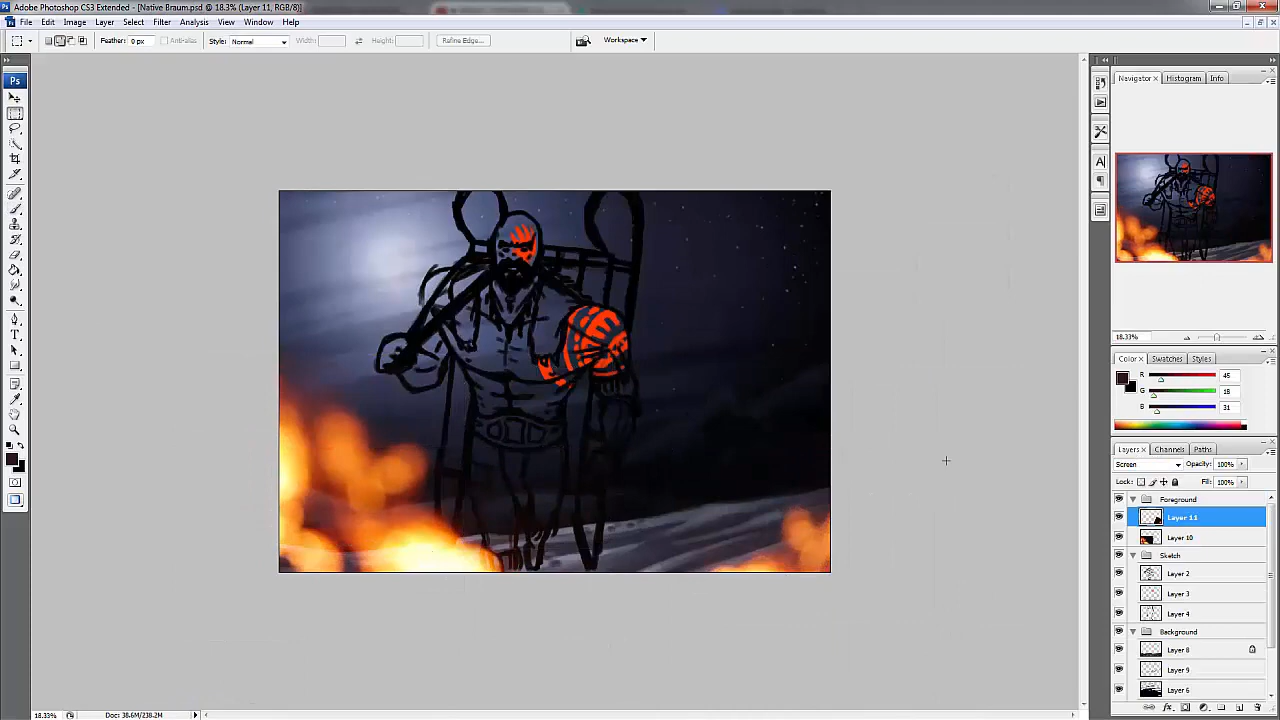 Adobe Photoshop CS3 Extended - [Native Braum.psd @ 18.3% (Layer 11, RGB/8)]
File Edit Image Layer Select Filter Analysis View Window Help
Feather: 0 px Anti-alias Style: Normal Width: Height: Refine Edge... Workspace
Ps
Navigator Histogram Info
18.33%
Color Swatches Styles
R 45
G 18
B 31
Layers Channels Paths
Screen Opacity: 100%
Lock: Fill: 100%
Foreground
Layer 11
Layer 10
Sketch
Layer 2
Layer 3
Layer 4
Background
Layer 8
Layer 9
Layer 6
18.33% Doc: 38.6M/238.2M